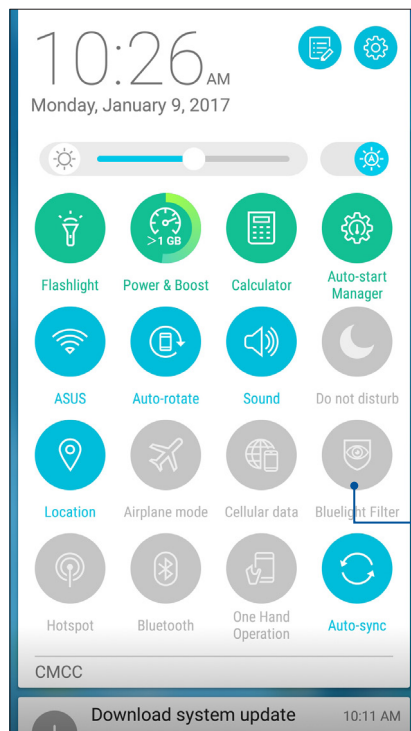 10:26 AM
Monday, January 9, 2017
A
>1 GB
Flashlight Power & Boost Calculator Auto-start
Manager
ASUS Auto-rotate Sound Do not disturb
Location Airplane mode Cellular data Bluelight Filter
Hotspot Bluetooth One Hand
Operation Auto-sync
CMCC
Download system update 10:11 AM